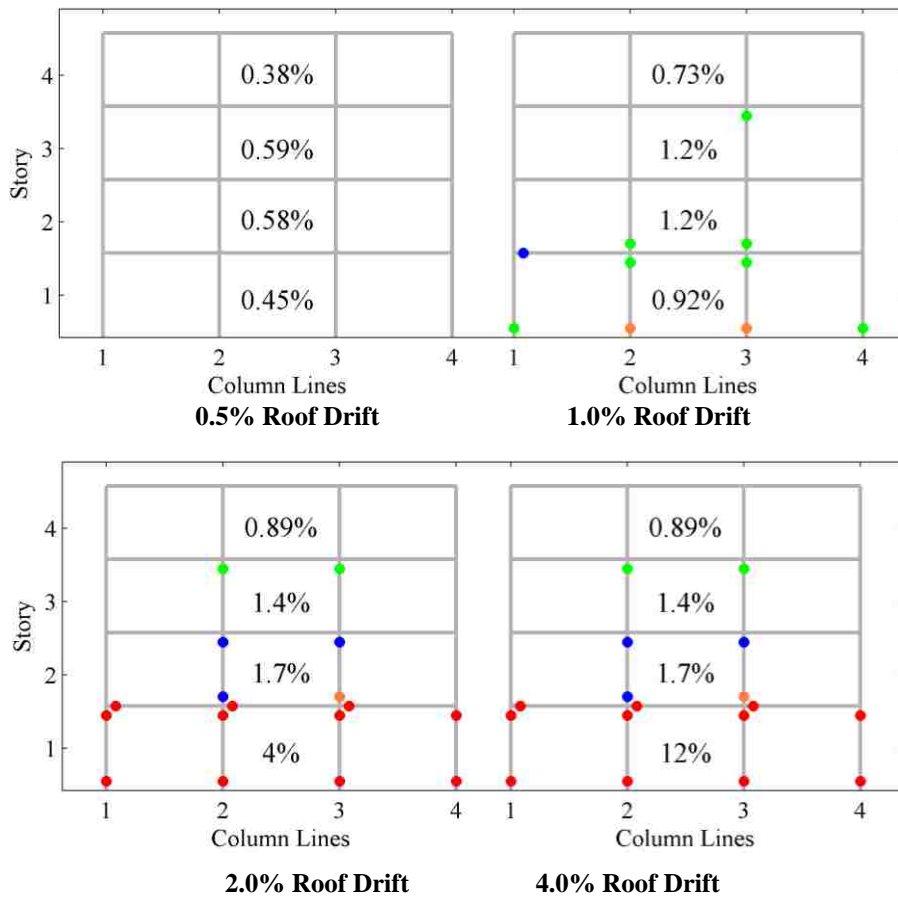 4
3
2
1
Story
0.38%
0.59%
0.58%
0.45%
1 2 3 4
Column Lines
0.5% Roof Drift
0.73%
1.2%
1.2%
0.92%
1 2 3 4
Column Lines
1.0% Roof Drift
4
3
2
1
Story
0.89%
1.4%
1.7%
4%
1 2 3 4
Column Lines
2.0% Roof Drift
0.89%
1.4%
1.7%
12%
1 2 3 4
Column Lines
4.0% Roof Drift